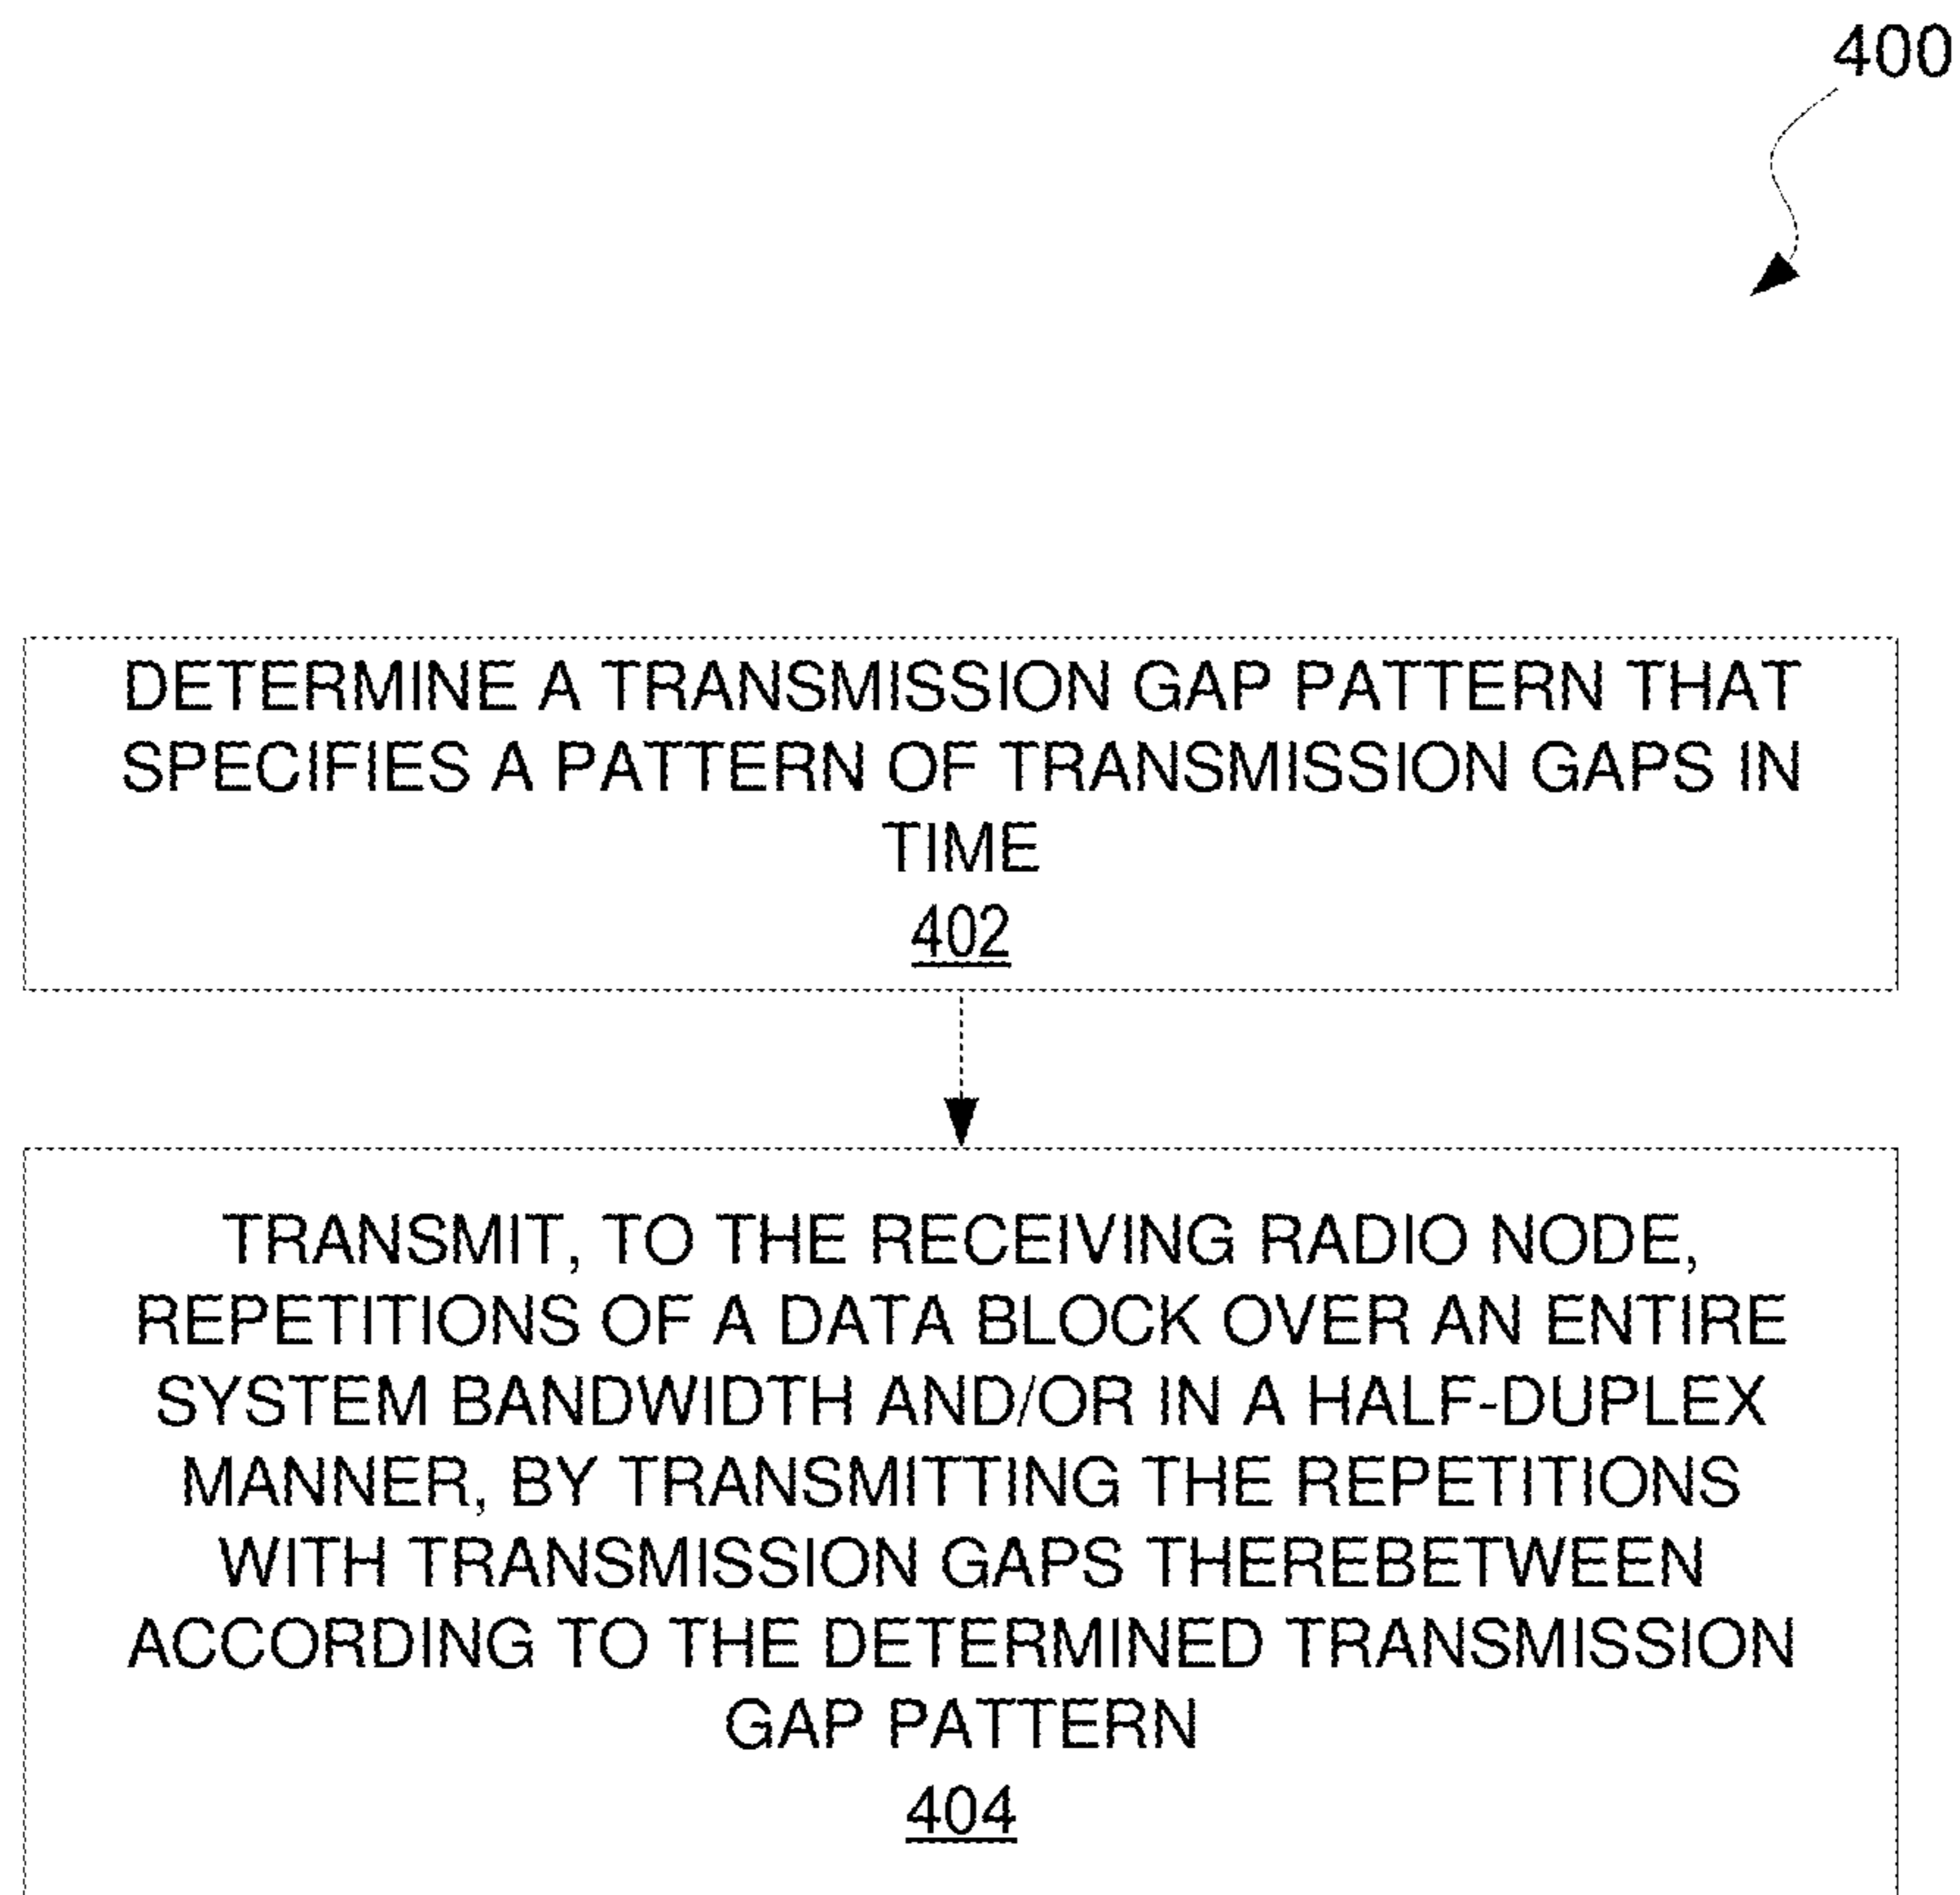 400
DETERMINE A TRANSMISSION GAP PATTERN THAT
SPECIFIES A PATTERN OF TRANSMISSION GAPS IN
TIME
402
TRANSMIT, TO THE RECEIVING RADIO NODE,
REPETITIONS OF A DATA BLOCK OVER AN ENTIRE
SYSTEM BANDWIDTH AND/OR IN A HALF-DUPLEX
MANNER, BY TRANSMITTING THE REPETITIONS
WITH TRANSMISSION GAPS THEREBETWEEN
ACCORDING TO THE DETERMINED TRANSMISSION
GAP PATTERN
404